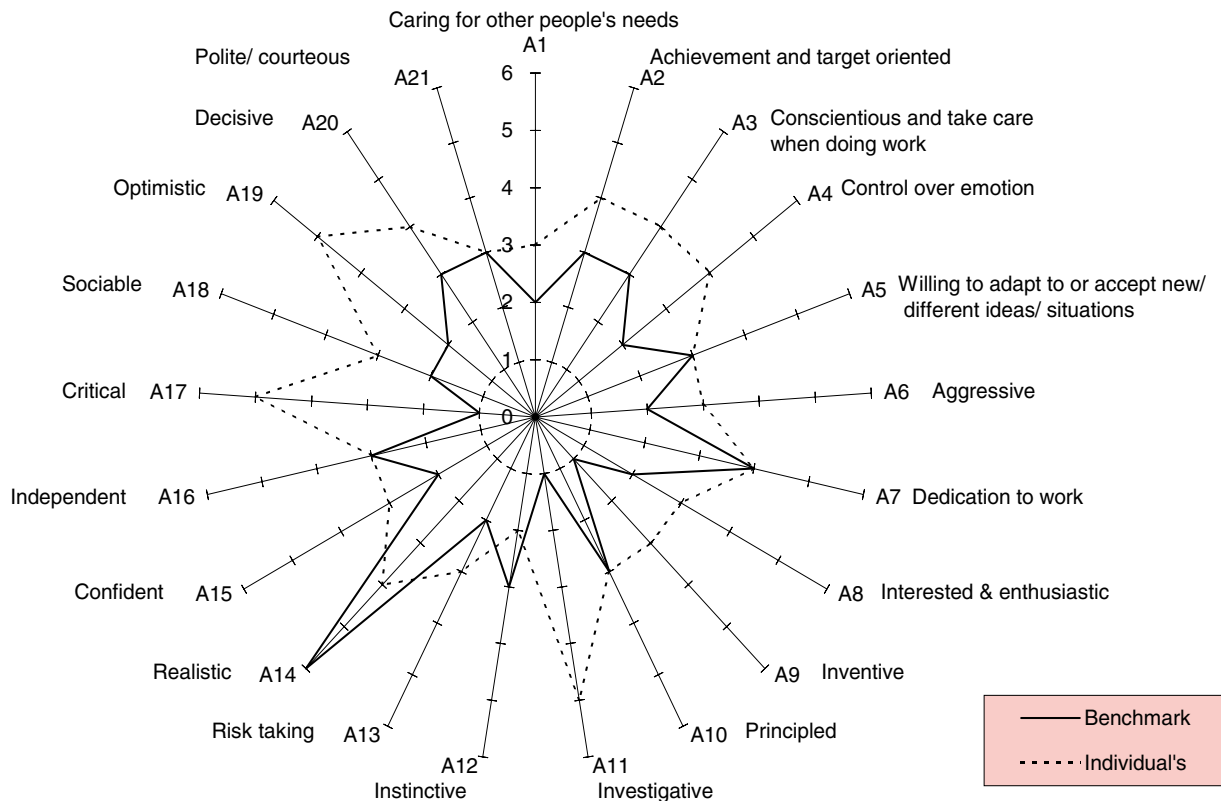 Caring for other people's needs
A1
Achievement and target oriented
A2
A3
Conscientious and take care
when doing work
A4
Control over emotion
A5
Willing to adapt to or accept new/
different ideas/ situations
A6
Aggressive
A7
Dedication to work
A8
Interested & enthusiastic
A9
Inventive
A10
Principled
A11
Investigative
A12
Instinctive
Risk taking
A13
Realistic
A14
Confident
A15
Independent
A16
Critical
A17
Sociable
A18
Optimistic
A19
Decisive
A20
Polite/ courteous
A21
6
5
4
3
2
1
0
Benchmark
Individual's